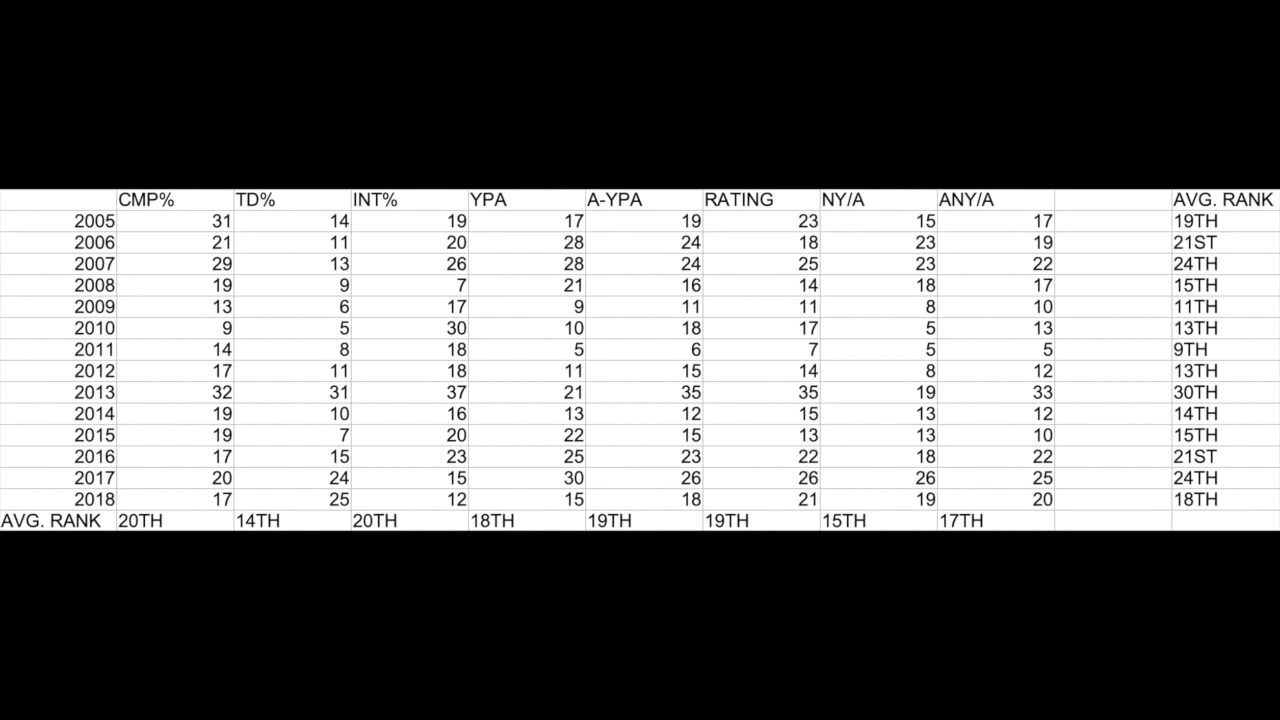 CMP% TD% INT% YPA A-YPA RATING NY/A ANY/A AVG. RANK
2005 31 14 19 17 19 23 15 17 19TH
2006 21 11 20 28 24 18 23 19 21ST
2007 29 13 26 28 24 25 23 22 24TH
2008 19 9 7 21 16 14 18 17 15TH
2009 13 6 17 9 11 11 8 10 11TH
2010 9 5 30 10 18 17 5 13 13TH
2011 14 8 18 5 6 7 5 5 9TH
2012 17 11 18 11 15 14 8 12 13TH
2013 32 31 37 21 35 35 19 33 30TH
2014 19 10 16 13 12 15 13 12 14TH
2015 19 7 20 22 15 13 13 10 15TH
2016 17 15 23 25 23 22 18 22 21ST
2017 20 24 15 30 26 26 26 25 24TH
2018 17 25 12 15 18 21 19 20 18TH
AVG. RANK 20TH 14TH 20TH 18TH 19TH 19TH 15TH 17TH